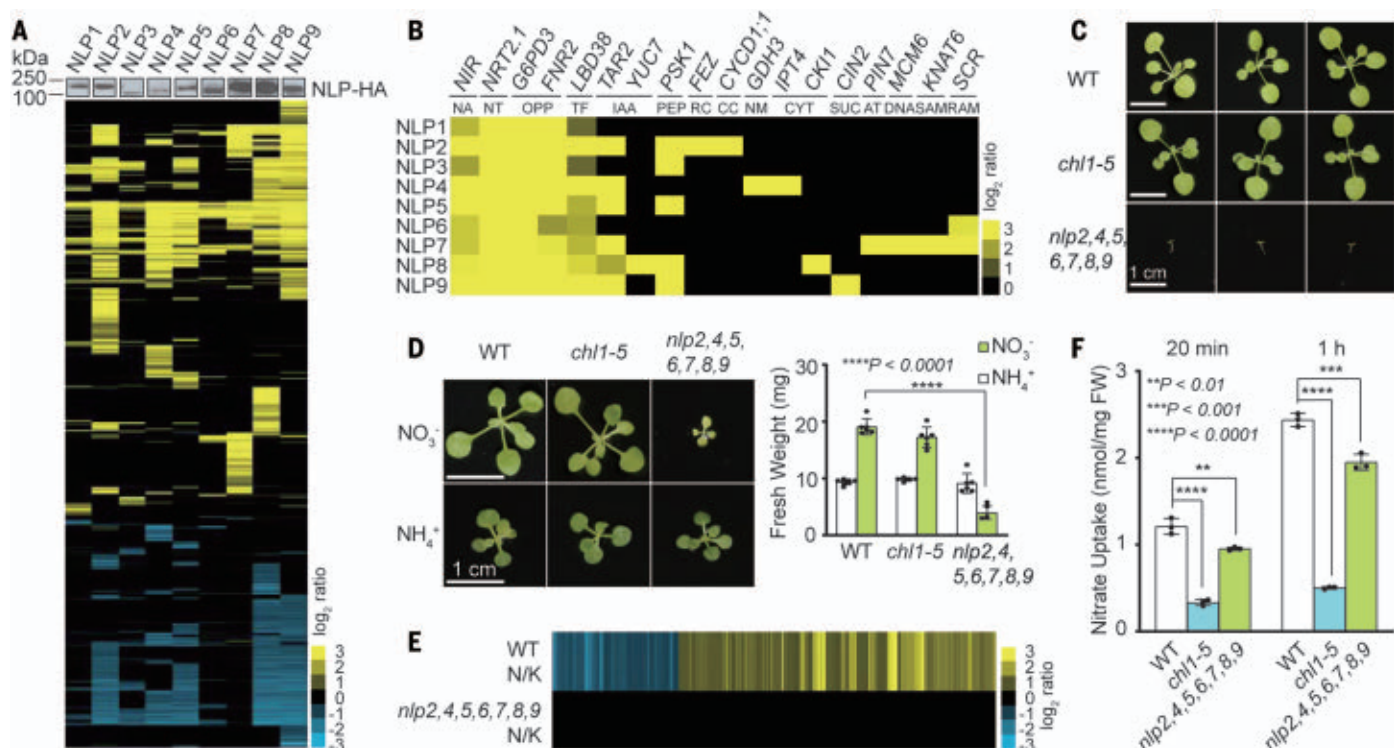 A
kDa
NLP1
NLP2
NLP3
NLP4
NLP5
NLP6
NLP7
NLP8
NLP9
250
100
NLP-HA
log₂ ratio
3
2
1
0
-1
-2
-3
B
NIR
NRT2.1
G6PD3
FNR2
LBD38
TAR2
YUC7
PSK1
FEZ
CYCD1;1
GDH3
IPT4
CKI1
CIN2
PIN7
MCM6
KNAT6
SCR
NA NT OPP TF IAA PEP RC CC NM CYT SUC AT DNA SAM RAM
NLP1
NLP2
NLP3
NLP4
NLP5
NLP6
NLP7
NLP8
NLP9
log₂ ratio
3
2
1
0
C
WT
chl1-5
nlp2,4,5,
6,7,8,9
1 cm
D
WT
chl1-5
nlp2,4,5,
6,7,8,9
NO₃⁻
NH₄⁺
1 cm
NO₃⁻
NH₄⁺
****P < 0.0001
****
Fresh Weight (mg)
30
20
10
0
WT
chl1-5
nlp2,4,
5,6,7,8,9
E
WT
N/K
nlp2,4,5,6,7,8,9
N/K
log₂ ratio
3
2
1
0
-1
-2
-3
F
20 min
1 h
**P < 0.01
***P < 0.001
****P < 0.0001
**
****
***
****
Nitrate Uptake (nmol/mg FW)
3
2
1
0
WT
chl1-5
nlp2,4,5,6,7,8,9
WT
chl1-5
nlp2,4,5,6,7,8,9